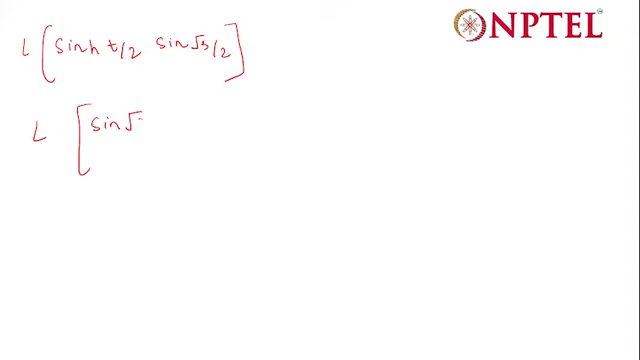 L [ sinh t/2 sin √3/2 ]
NPTEL
L [ sin √